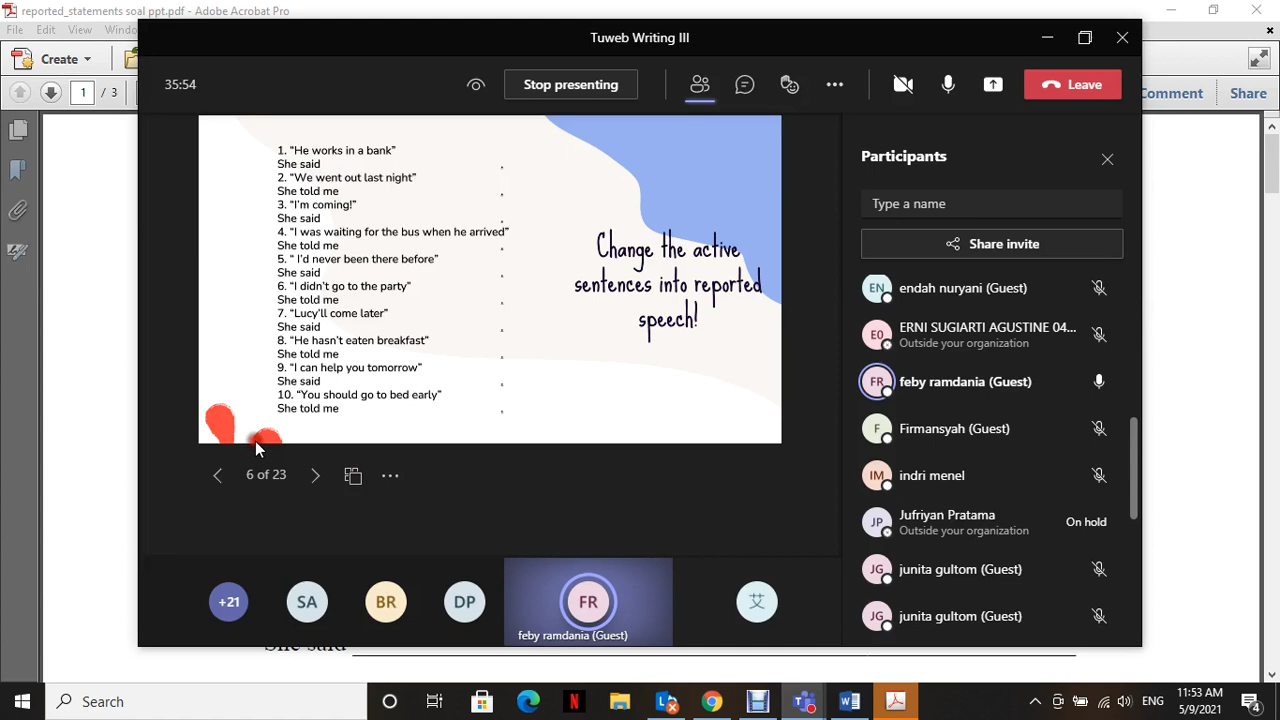 reported_statements soal ppt.pdf - Adobe Acrobat Pro
File Edit View
Create
1 / 3
Comment Share
Tuweb Writing III
35:54
Stop presenting
Leave
1. “He works in a bank”
She said .
2. “We went out last night”
She told me .
3. “I’m coming!”
She said .
4. “I was waiting for the bus when he arrived”
She told me .
5. “ I’d never been there before”
She said .
6. “I didn’t go to the party”
She told me .
7. “Lucy’ll come later”
She said .
8. “He hasn’t eaten breakfast”
She told me .
9. “I can help you tomorrow”
She said .
10. “You should go to bed early”
She told me .
Change the active
sentences into reported
speech!
6 of 23
Participants
Type a name
Share invite
EN endah nuryani (Guest)
E0 ERNI SUGIARTI AGUSTINE 04...
Outside your organization
FR feby ramdania (Guest)
F Firmansyah (Guest)
IM indri menel
JP Jufriyan Pratama
Outside your organization
On hold
JG junita gultom (Guest)
JG junita gultom (Guest)
+21 SA BR DP FR 艾
feby ramdania (Guest)
She said
Search
ENG
11:53 AM
5/9/2021
4